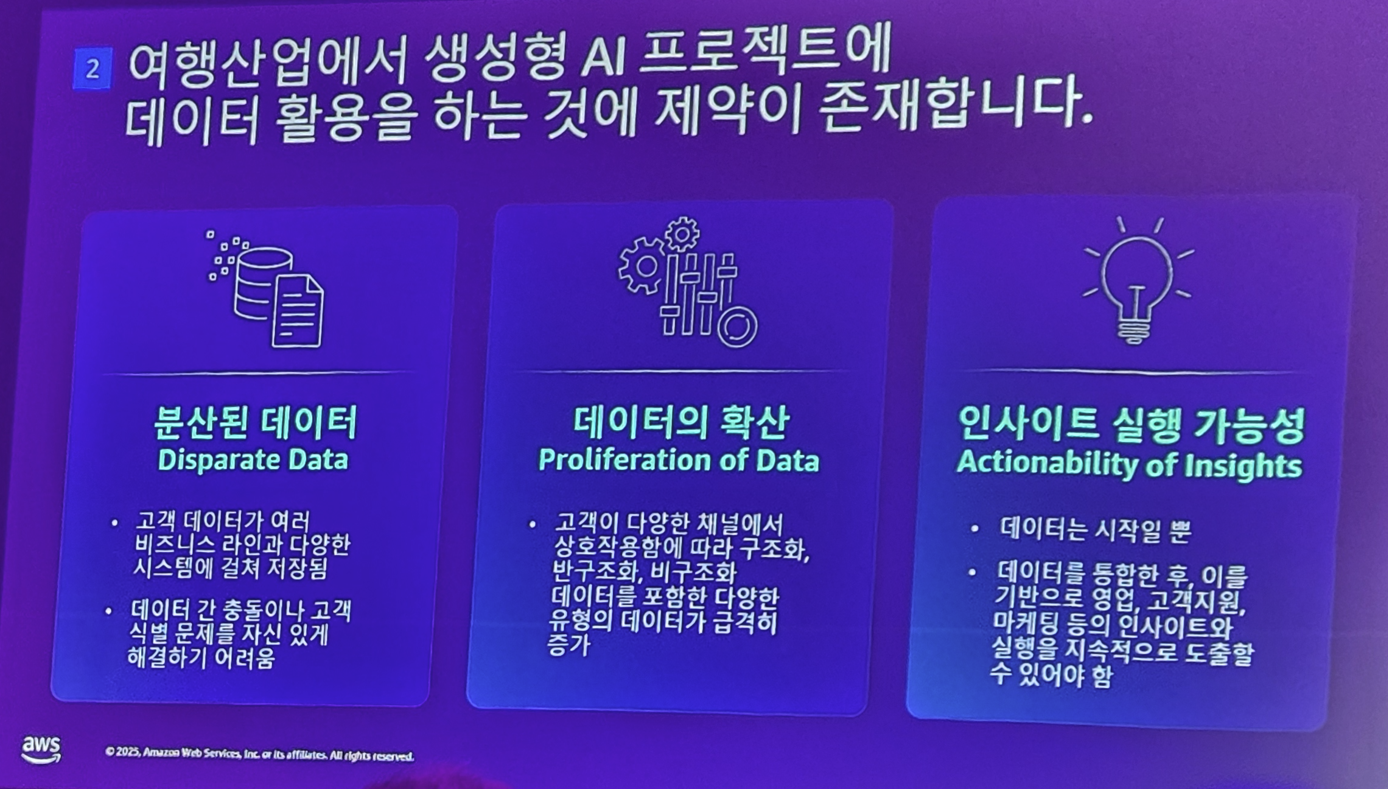 2
여행산업에서 생성형 AI 프로젝트에
데이터 활용을 하는 것에 제약이 존재합니다.
분산된 데이터
Disparate Data
• 고객 데이터가 여러
비즈니스 라인과 다양한
시스템에 걸쳐 저장됨
• 데이터 간 충돌이나 고객
식별 문제를 자신 있게
해결하기 어려움
데이터의 확산
Proliferation of Data
• 고객이 다양한 채널에서
상호작용함에 따라 구조화,
반구조화, 비구조화
데이터를 포함한 다양한
유형의 데이터가 급격히
증가
인사이트 실행 가능성
Actionability of Insights
• 데이터는 시작일 뿐
• 데이터를 통합한 후, 이를
기반으로 영업, 고객지원,
마케팅 등의 인사이트와
실행을 지속적으로 도출할
수 있어야 함
aws
© 2025, Amazon Web Services, Inc. or its affiliates. All rights reserved.